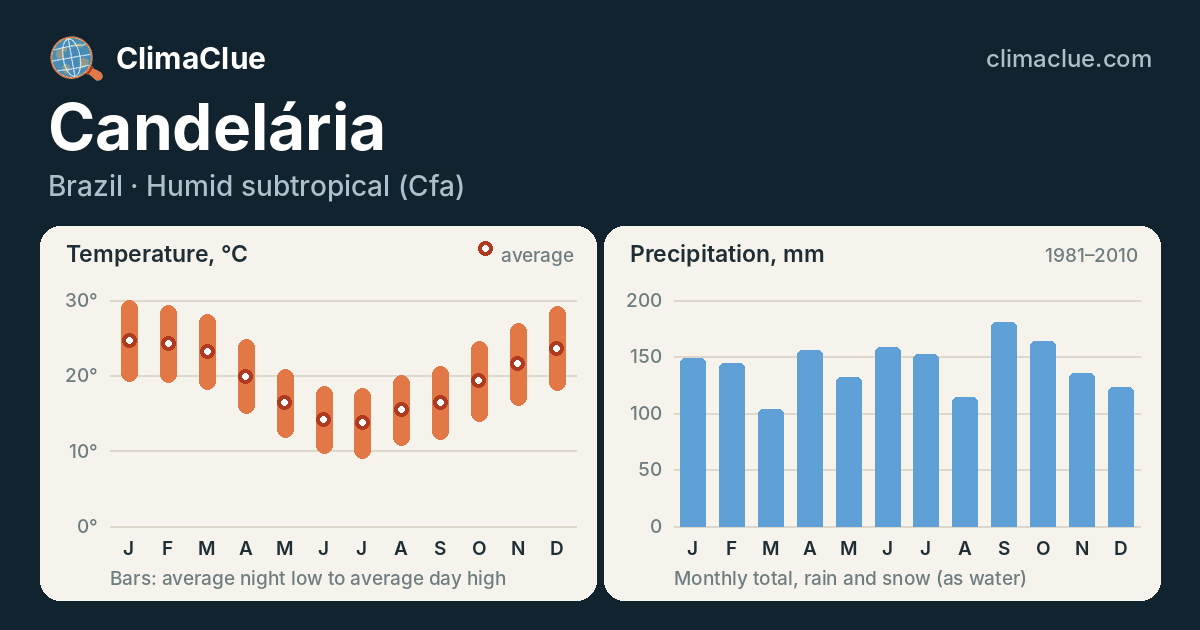 ClimaClue
climaclue.com
Candelária
Brazil · Humid subtropical (Cfa)
Temperature, °C
average
30°
20°
10°
0°
J F M A M J J A S O N D
Bars: average night low to average day high
Precipitation, mm
1981–2010
200
150
100
50
0
J F M A M J J A S O N D
Monthly total, rain and snow (as water)